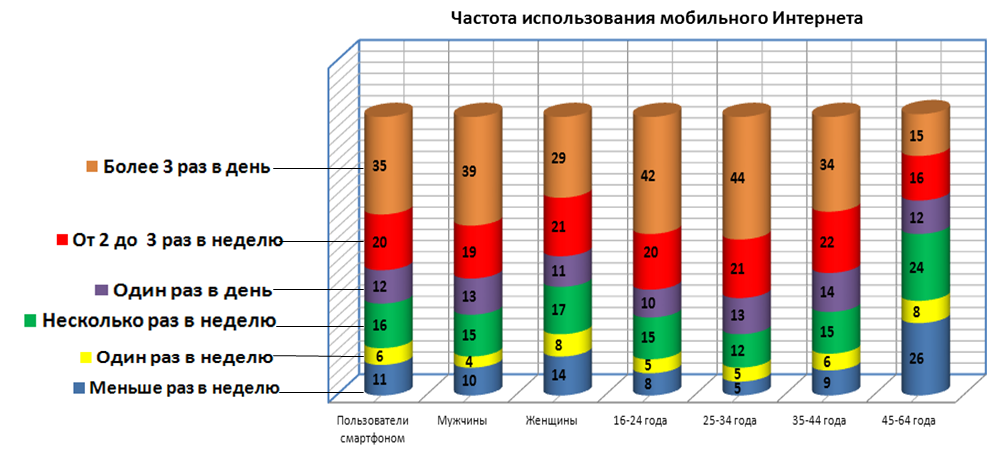 Частота использования мобильного Интернета
Более 3 раз в день
От 2 до 3 раз в неделю
Один раз в день
Несколько раз в неделю
Один раз в неделю
Меньше раз в неделю
35 39 29 42 44 34 15
20 19 21 20 21 22 16
12 13 11 10 13 14 12
16 15 17 15 12 15 24
6 4 8 5 5 6 8
11 10 14 8 5 9 26
Пользователи
смартфоном
Мужчины
Женщины
16-24 года
25-34 года
35-44 года
45-64 года